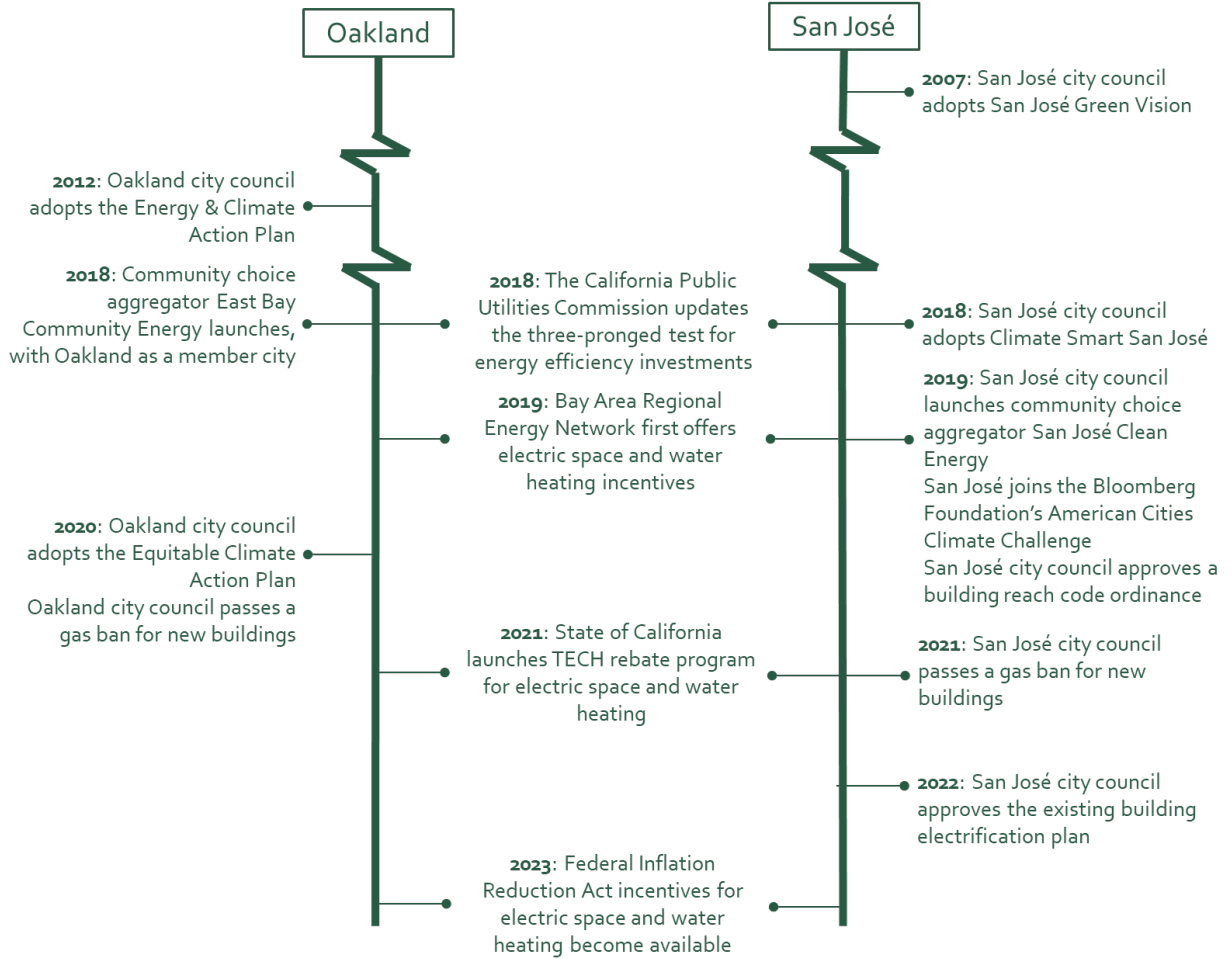 Oakland
San José
2007: San José city council
adopts San José Green Vision
2012: Oakland city council
adopts the Energy & Climate
Action Plan
2018: Community choice
aggregator East Bay
Community Energy launches,
with Oakland as a member city
2018: The California Public
Utilities Commission updates
the three-pronged test for
energy efficiency investments
2018: San José city council
adopts Climate Smart San José
2019: Bay Area Regional
Energy Network first offers
electric space and water
heating incentives
2019: San José city council
launches community choice
aggregator San José Clean
Energy
San José joins the Bloomberg
Foundation’s American Cities
Climate Challenge
San José city council approves a
building reach code ordinance
2020: Oakland city council
adopts the Equitable Climate
Action Plan
Oakland city council passes a
gas ban for new buildings
2021: State of California
launches TECH rebate program
for electric space and water
heating
2021: San José city council
passes a gas ban for new
buildings
2022: San José city council
approves the existing building
electrification plan
2023: Federal Inflation
Reduction Act incentives for
electric space and water
heating become available